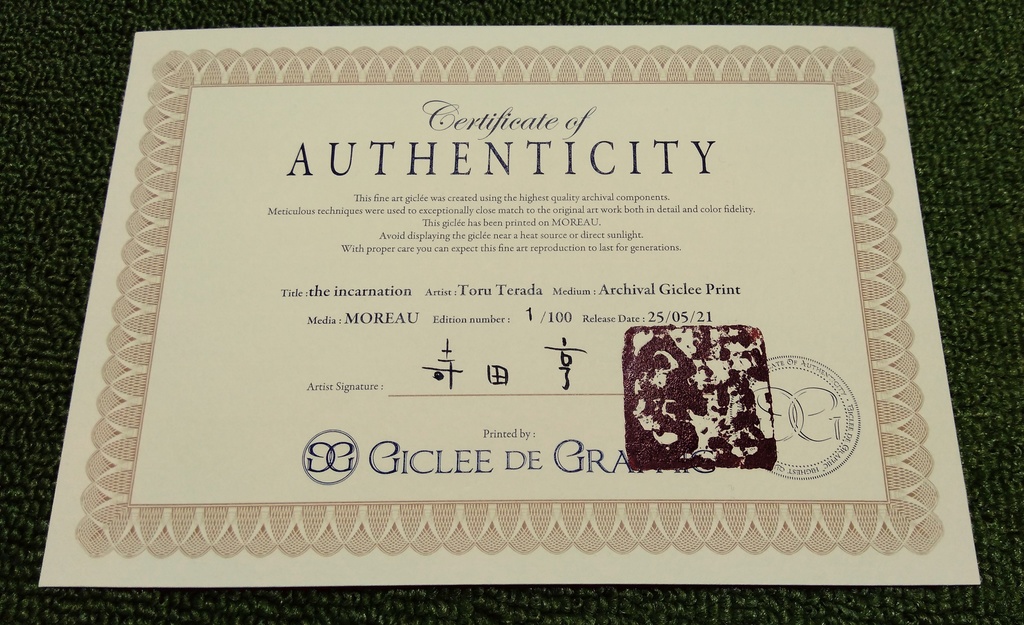 Certificate of
AUTHENTICITY
This fine art giclée was created using the highest quality archival components.
Meticulous techniques were used to exceptionally close match to the original art work both in detail and color fidelity.
This giclée has been printed on MOREAU.
Avoid displaying the giclée near a heat source or direct sunlight.
With proper care you can expect this fine art reproduction to last for generations.
Title : the incarnation Artist : Toru Terada Medium : Archival Giclee Print
Media : MOREAU Edition number : 1 /100 Release Date : 25/05/21
Artist Signature : 寺田 亨
Printed by :
GICLEE DE GRAPHIC